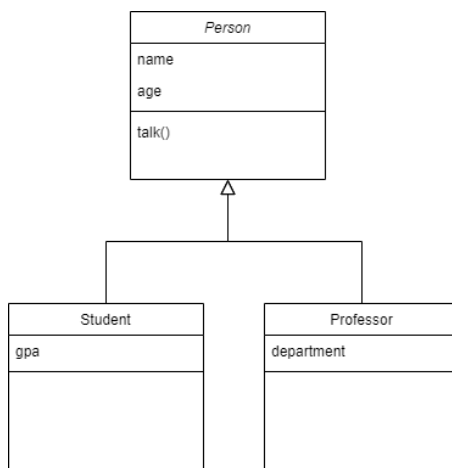 Person
name
age
talk()
Student
gpa
Professor
department